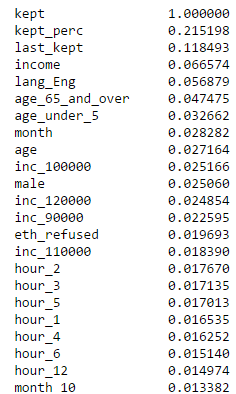 kept 1.000000
kept_perc 0.215198
last_kept 0.118493
income 0.066574
lang_Eng 0.056879
age_65_and_over 0.047475
age_under_5 0.032662
month 0.028282
age 0.027164
inc_100000 0.025166
male 0.025060
inc_120000 0.024854
inc_90000 0.022595
eth_refused 0.019693
inc_110000 0.018390
hour_2 0.017670
hour_3 0.017135
hour_5 0.017013
hour_1 0.016535
hour_4 0.016252
hour_6 0.015140
hour_12 0.014974
month 10 0.013382